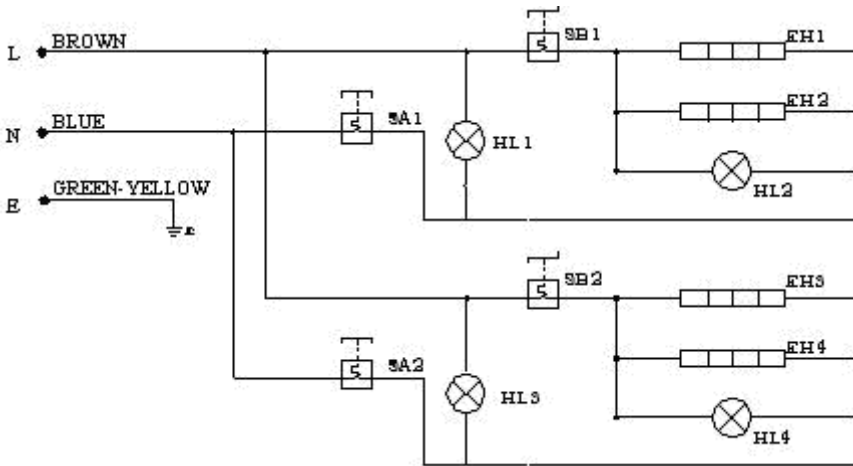 SB1
EH1
L BROWN
EH2
N BLUE
SA1
HL1
HL2
E GREEN-YELLOW
SB2
EH3
EH4
SA2
HL3
HL4